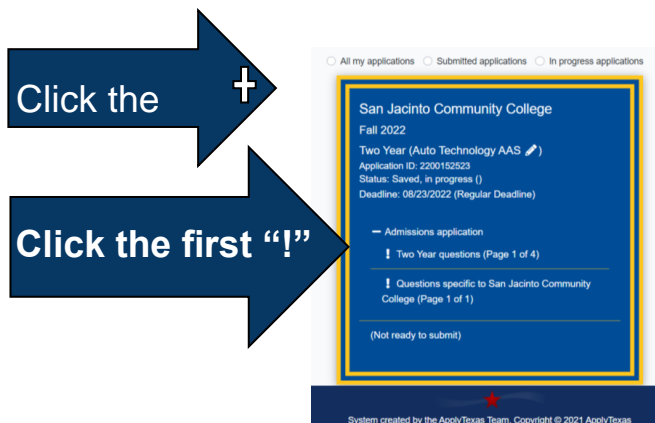 Click the +
All my applications Submitted applications In progress applications
San Jacinto Community College
Fall 2022
Two Year (Auto Technology AAS )
Application ID: 2200152523
Status: Saved, in progress ()
Deadline: 08/23/2022 (Regular Deadline)
− Admissions application
Click the first “!”
! Two Year questions (Page 1 of 4)
! Questions specific to San Jacinto Community
College (Page 1 of 1)
(Not ready to submit)
System created by the ApplyTexas Team. Copyright © 2021 ApplyTexas